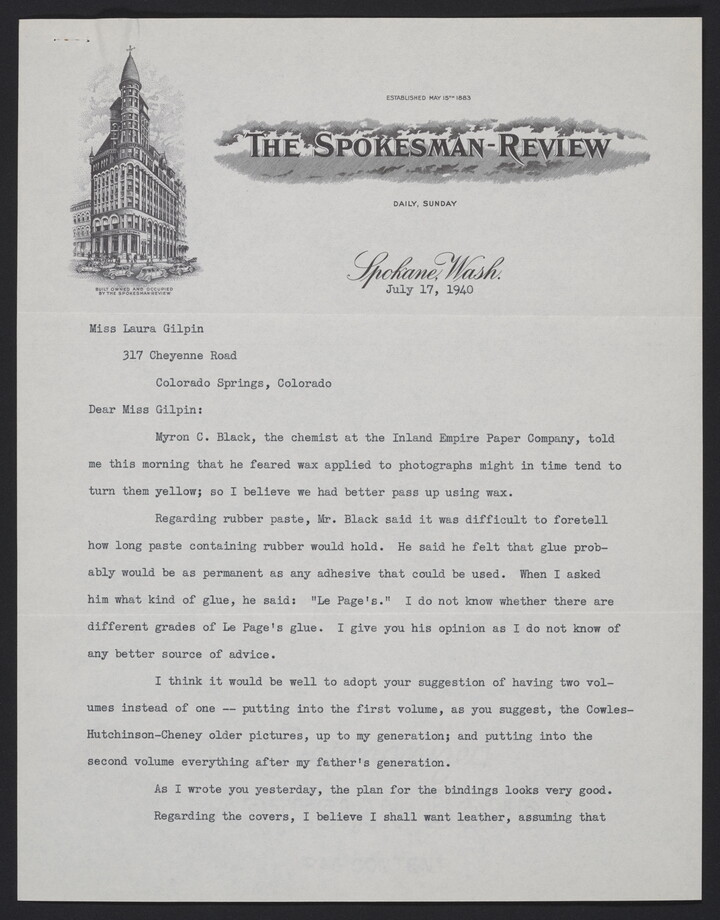 ESTABLISHED MAY 15TH 1883
THE SPOKESMAN-REVIEW
DAILY, SUNDAY
BUILT OWNED AND OCCUPIED
BY THE SPOKESMAN-REVIEW
Spokane, Wash.
July 17, 1940
Miss Laura Gilpin
317 Cheyenne Road
Colorado Springs, Colorado
Dear Miss Gilpin:
Myron C. Black, the chemist at the Inland Empire Paper Company, told
me this morning that he feared wax applied to photographs might in time tend to
turn them yellow; so I believe we had better pass up using wax.
Regarding rubber paste, Mr. Black said it was difficult to foretell
how long paste containing rubber would hold.  He said he felt that glue prob-
ably would be as permanent as any adhesive that could be used.  When I asked
him what kind of glue, he said:  "Le Page's."  I do not know whether there are
different grades of Le Page's glue.  I give you his opinion as I do not know of
any better source of advice.
I think it would be well to adopt your suggestion of having two vol-
umes instead of one -- putting into the first volume, as you suggest, the Cowles-
Hutchinson-Cheney older pictures, up to my generation; and putting into the
second volume everything after my father's generation.
As I wrote you yesterday, the plan for the bindings looks very good.
Regarding the covers, I believe I shall want leather, assuming that